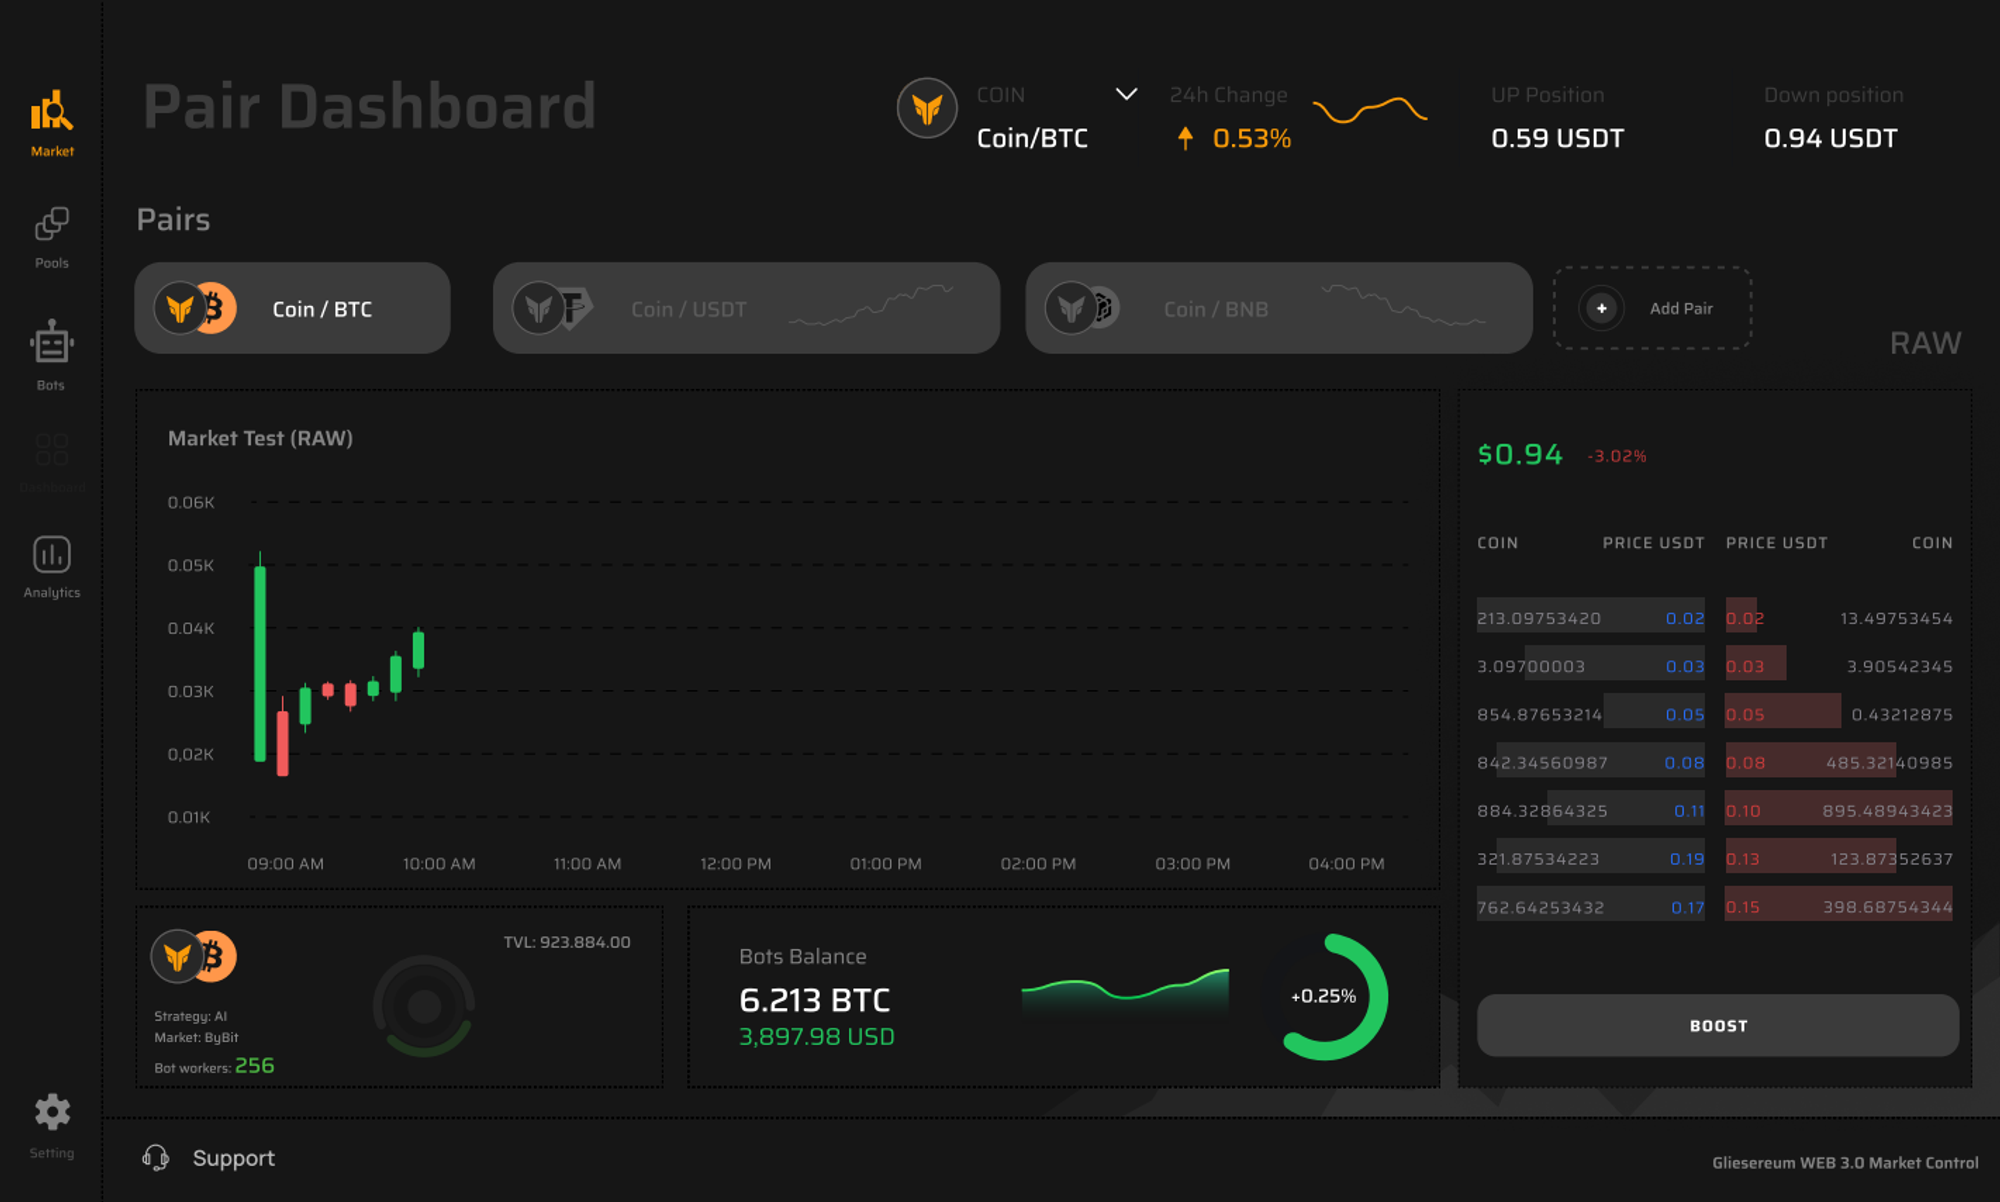 Market
Pools
Bots
Dashboard
Analytics
Setting
Pair Dashboard
COIN
Coin/BTC
24h Change
0.53%
UP Position
0.59 USDT
Down position
0.94 USDT
Pairs
Coin / BTC
Coin / USDT
Coin / BNB
+ Add Pair
RAW
Market Test (RAW)
0.06K
0.05K
0.04K
0.03K
0,02K
0.01K
09:00 AM 10:00 AM 11:00 AM 12:00 PM 01:00 PM 02:00 PM 03:00 PM 04:00 PM
$0.94 -3.02%
COIN PRICE USDT PRICE USDT COIN
213.09753420 0.02 0.02 13.49753454
3.09700003 0.03 0.03 3.90542345
854.87653214 0.05 0.05 0.43212875
842.34560987 0.08 0.08 485.32140985
884.32864325 0.11 0.10 895.48943423
321.87534223 0.19 0.13 123.87352637
762.64253432 0.17 0.15 398.68754344
BOOST
TVL: 923.884.00
Strategy: AI
Market: ByBit
Bot workers: 256
Bots Balance
6.213 BTC
3,897.98 USD
+0.25%
Support
Gliesereum WEB 3.0 Market Control